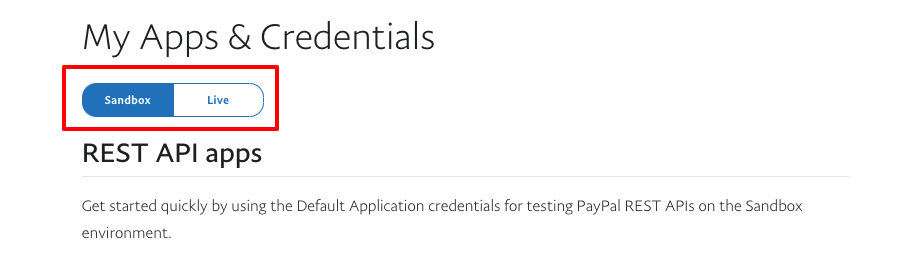 My Apps & Credentials
Sandbox Live
REST API apps
Get started quickly by using the Default Application credentials for testing PayPal REST APIs on the Sandbox
environment.